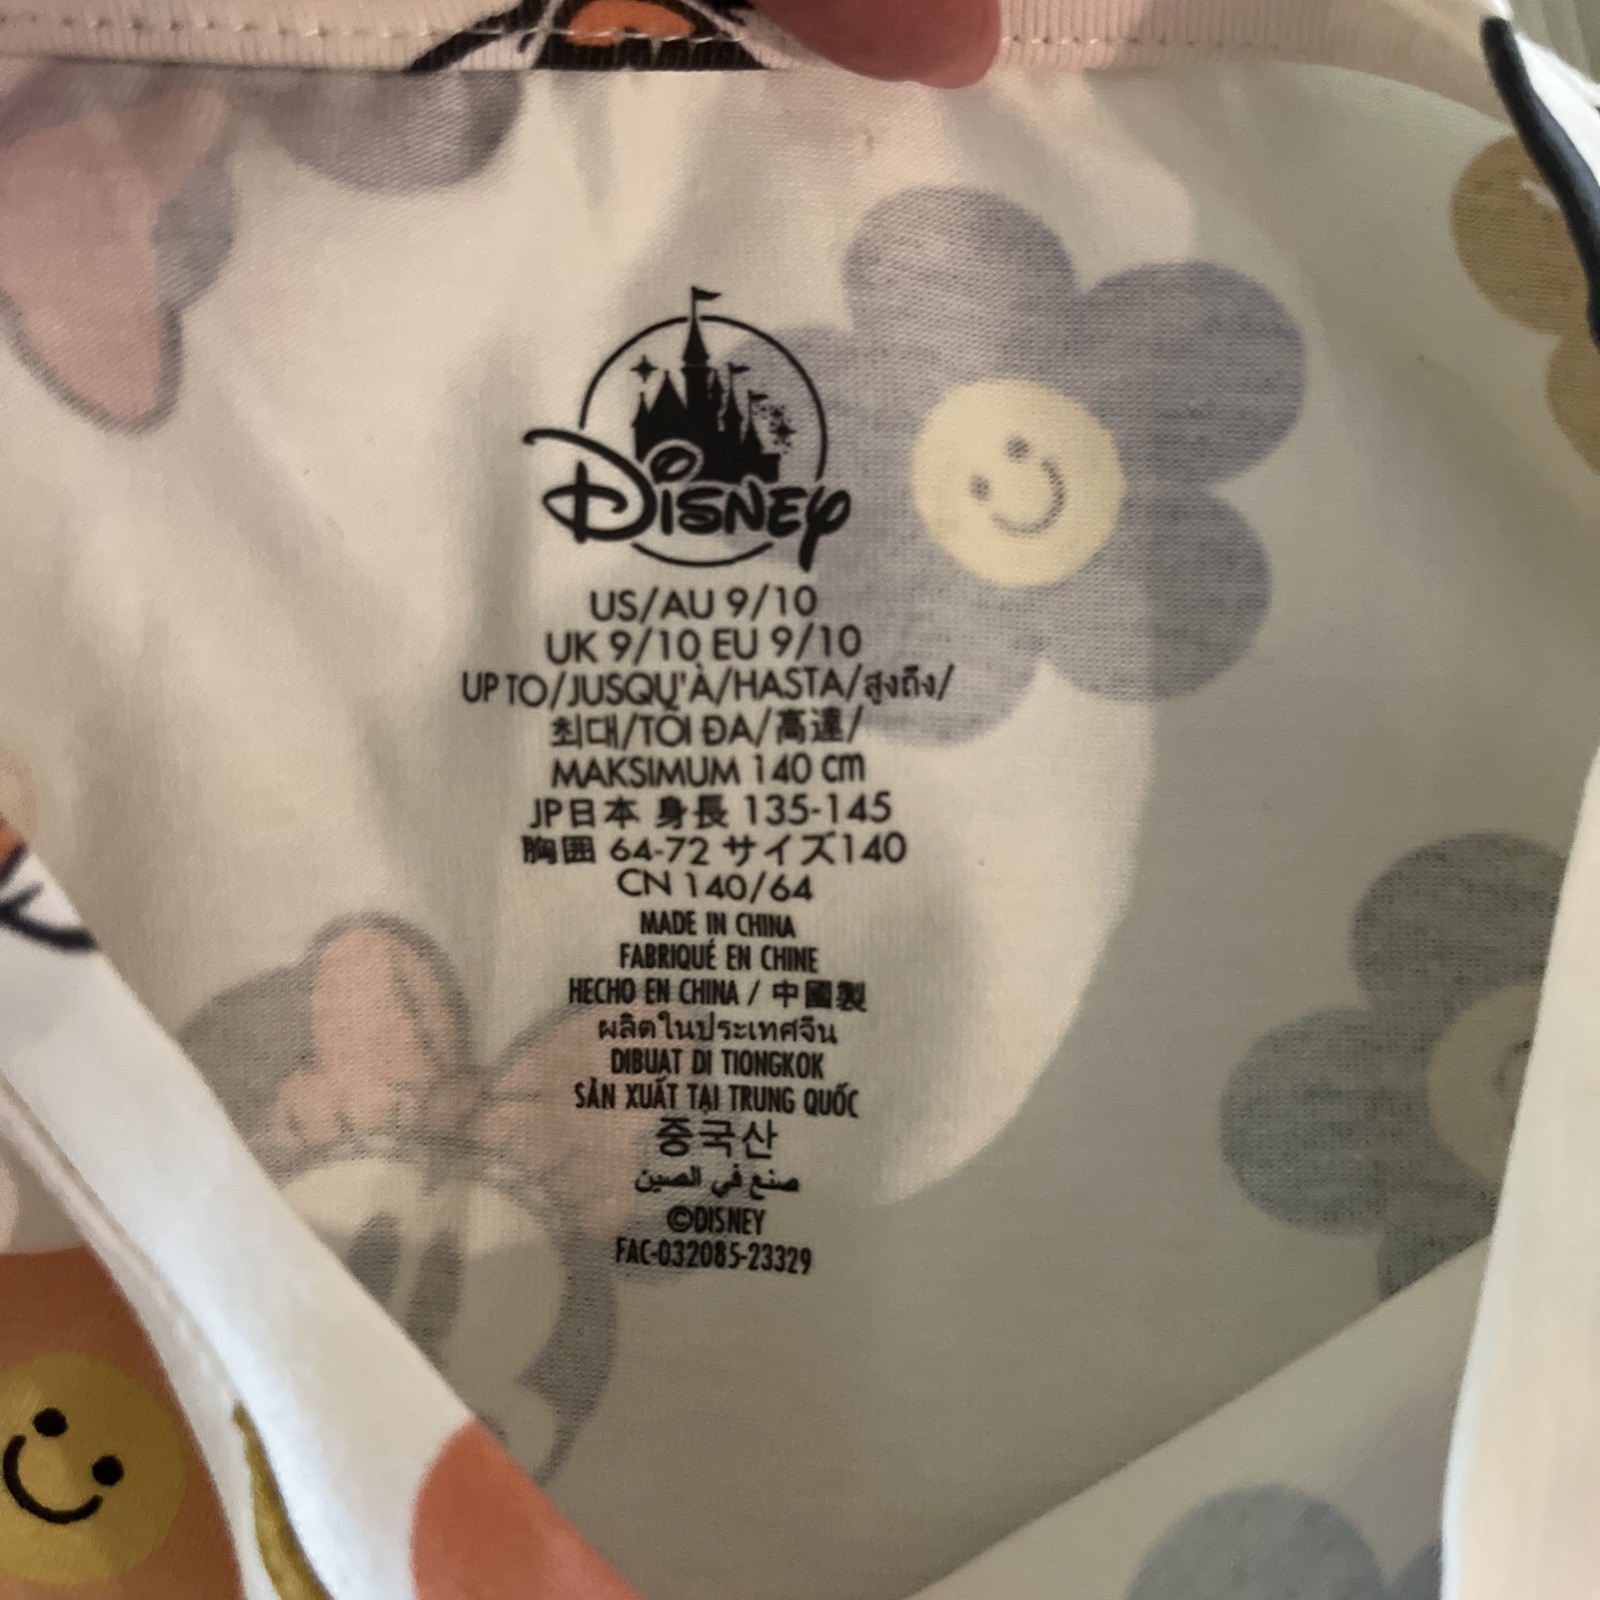 Disney
US/AU 9/10
UK 9/10 EU 9/10
UP TO/JUSQU'À/HASTA/สูงถึง/
최대/TỐI ĐA/高達/
MAKSIMUM 140 cm
JP日本 身長 135-145
胸囲 64-72 サイズ140
CN 140/64
MADE IN CHINA
FABRIQUÉ EN CHINE
HECHO EN CHINA / 中國製
ผลิตในประเทศจีน
DIBUAT DI TIONGKOK
SẢN XUẤT TẠI TRUNG QUỐC
중국산
صنع في الصين
©DISNEY
FAC-032085-23329